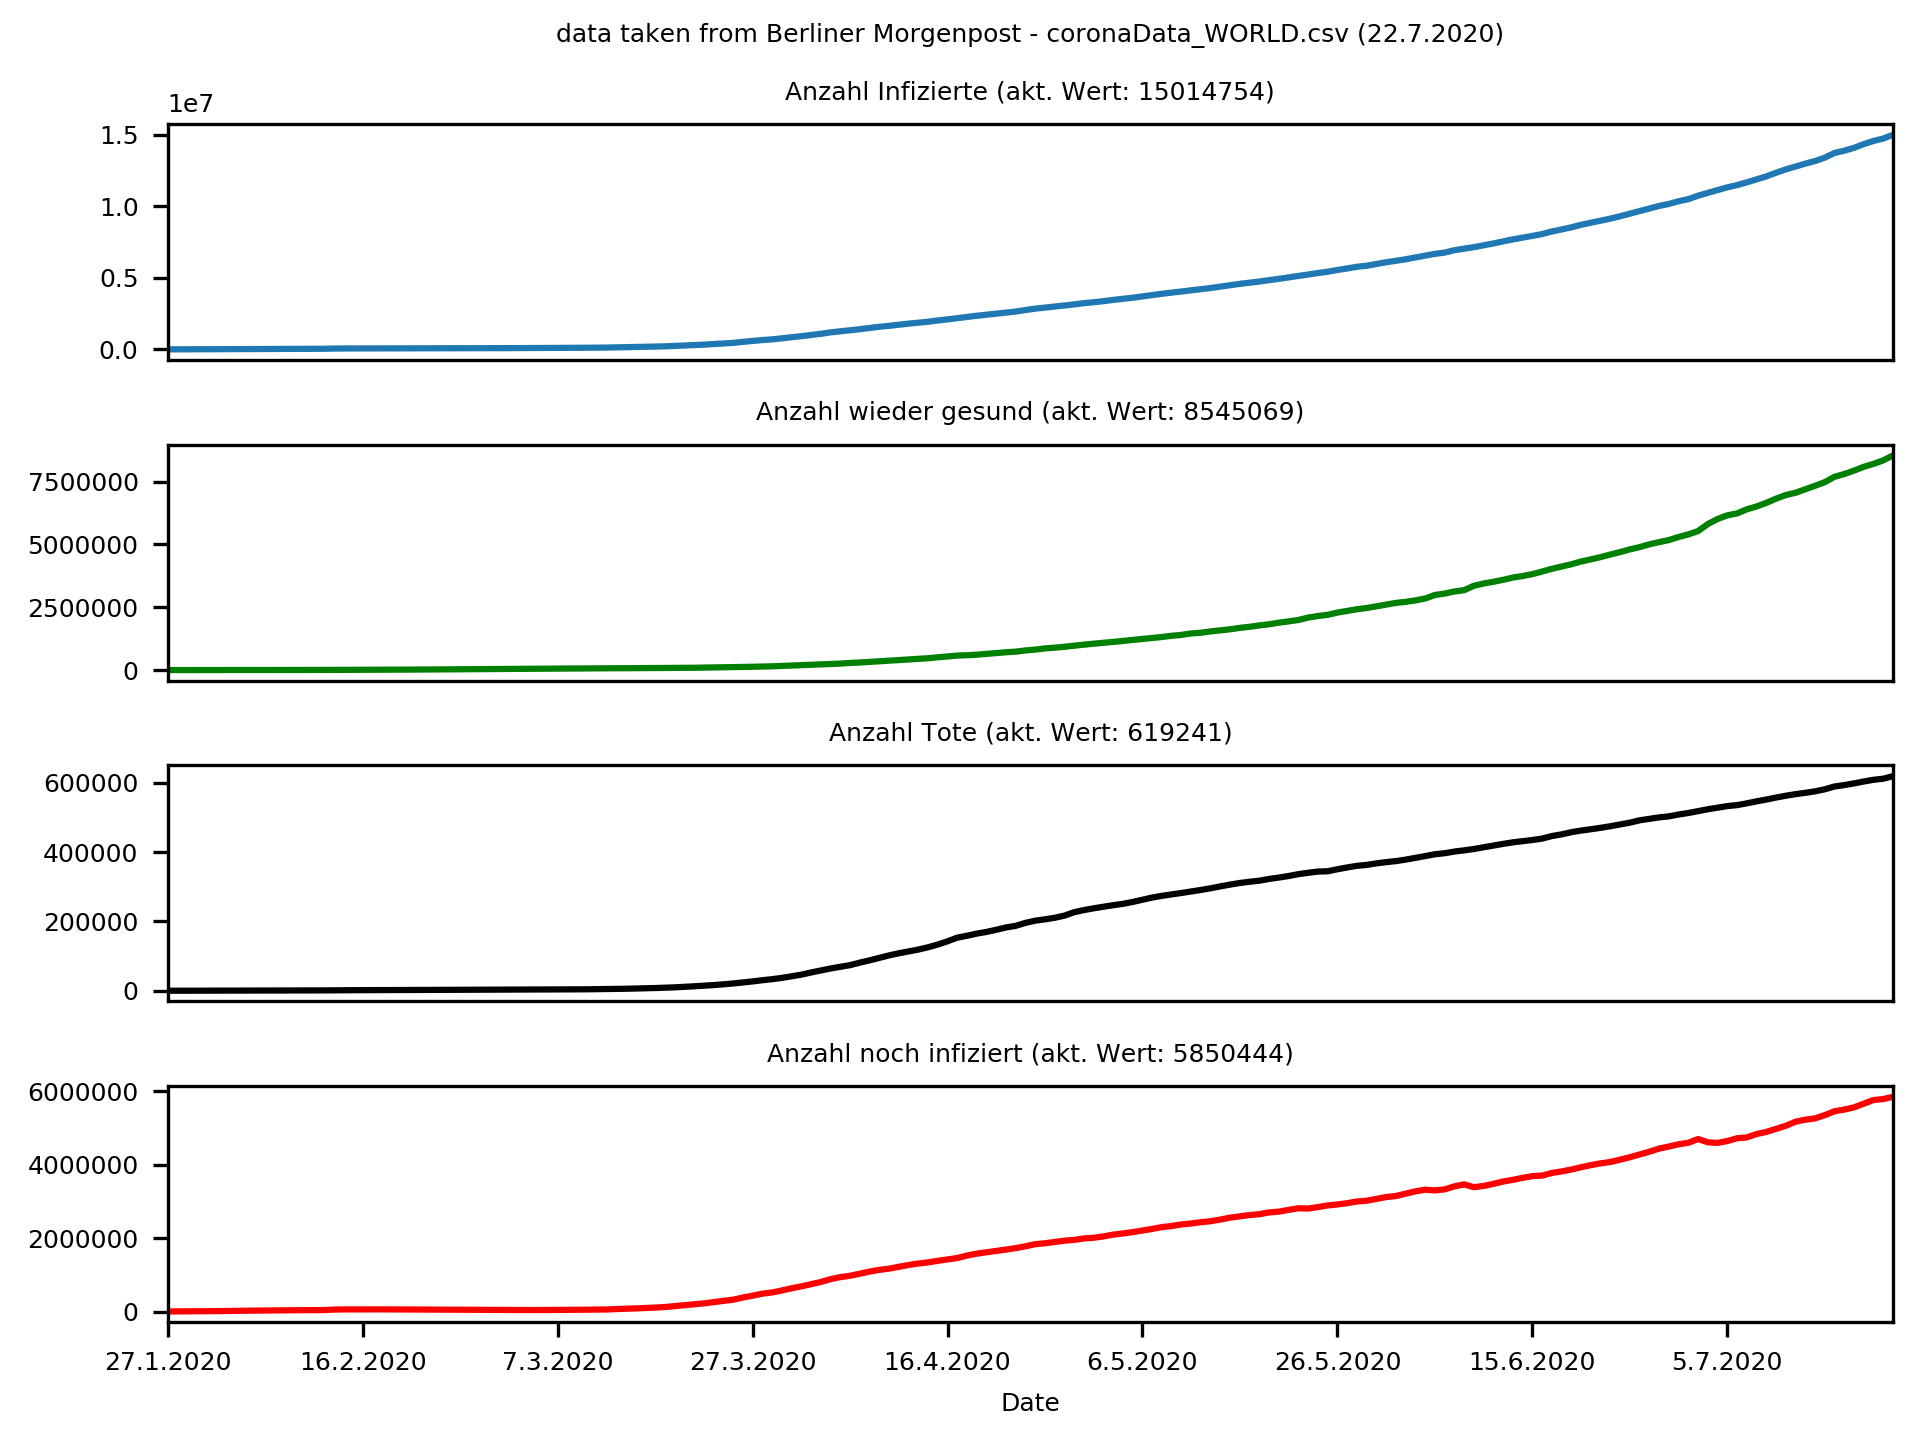 data taken from Berliner Morgenpost - coronaData_WORLD.csv (22.7.2020)
Anzahl Infizierte (akt. Wert: 15014754)
1e7
1.5
1.0
0.5
0.0
Anzahl wieder gesund (akt. Wert: 8545069)
7500000
5000000
2500000
0
Anzahl Tote (akt. Wert: 619241)
600000
400000
200000
0
Anzahl noch infiziert (akt. Wert: 5850444)
6000000
4000000
2000000
0
27.1.2020 16.2.2020 7.3.2020 27.3.2020 16.4.2020 6.5.2020 26.5.2020 15.6.2020 5.7.2020
Date